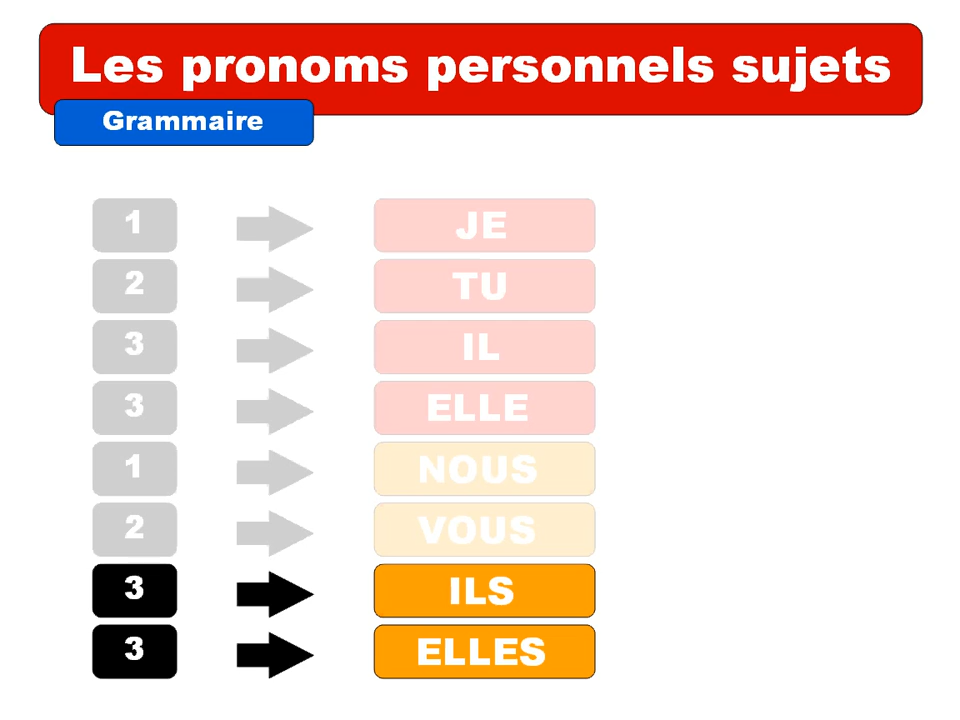 Les pronoms personnels sujets
Grammaire
1 JE
2 TU
3 IL
3 ELLE
1 NOUS
2 VOUS
3 ILS
3 ELLES